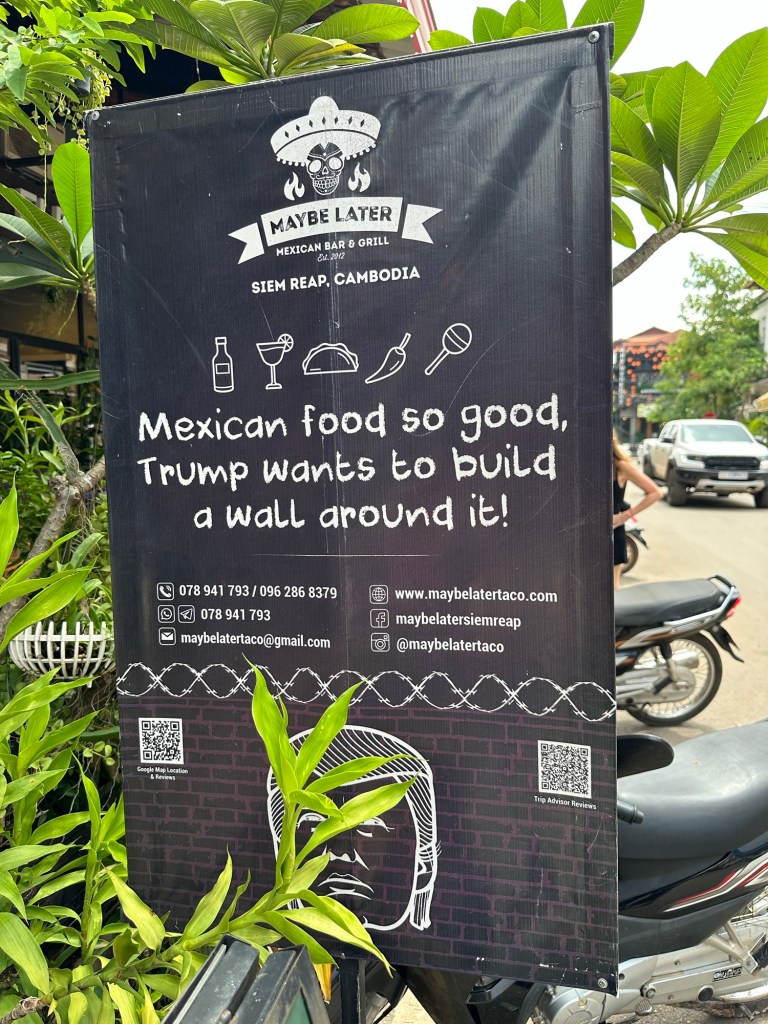 MAYBE LATER
MEXICAN BAR & GRILL
Est. 2012
SIEM REAP, CAMBODIA
Mexican food so good,
Trump wants to build
a wall around it!
078 941 793 / 096 286 8379
078 941 793
maybelatertaco@gmail.com
www.maybelatertaco.com
maybelatersiemreap
@maybelatertaco
Google Map Location
& Reviews
Trip Advisor Reviews